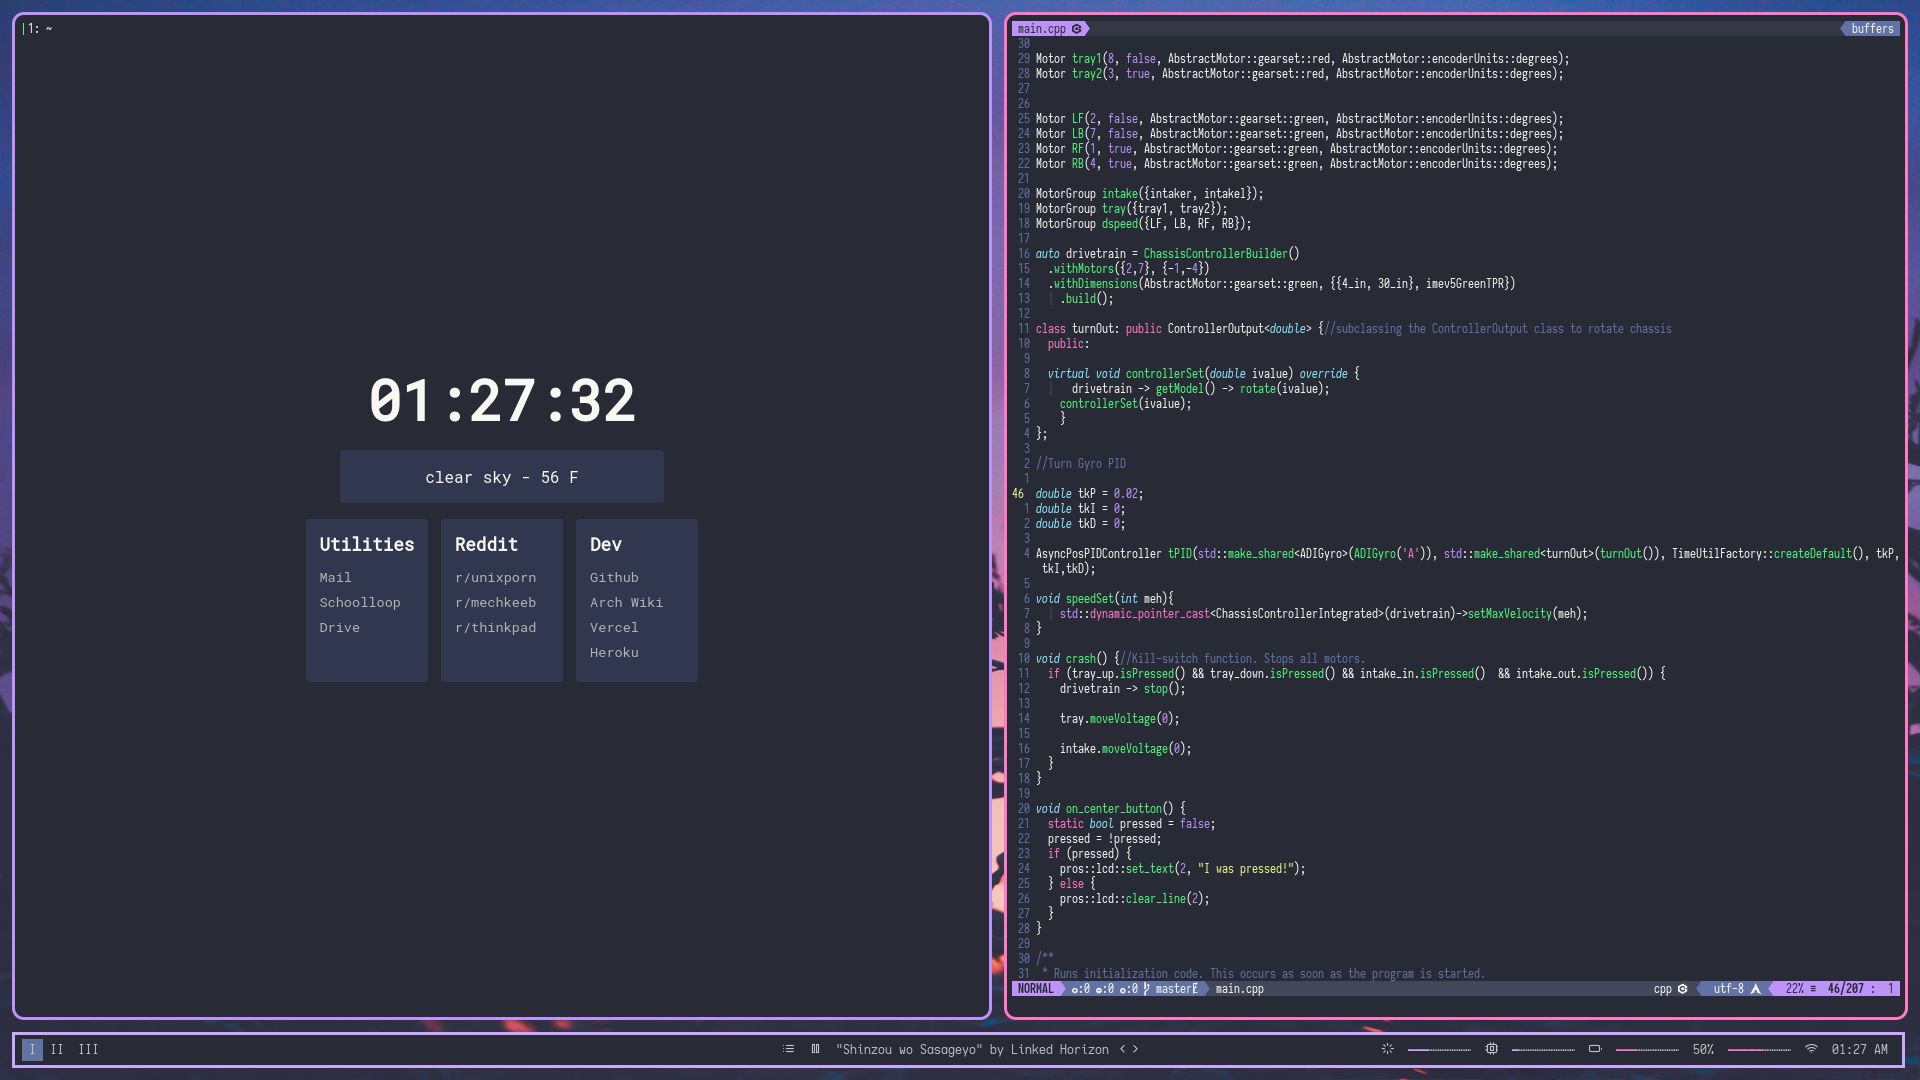 |1: ~
01:27:32
clear sky - 56 F
Utilities
Mail
Schoolloop
Drive
Reddit
r/unixporn
r/mechkeeb
r/thinkpad
Dev
Github
Arch Wiki
Vercel
Heroku
main.cpp
buffers
30
29 Motor tray1(8, false, AbstractMotor::gearset::red, AbstractMotor::encoderUnits::degrees);
28 Motor tray2(3, true, AbstractMotor::gearset::red, AbstractMotor::encoderUnits::degrees);
27
26
25 Motor LF(2, false, AbstractMotor::gearset::green, AbstractMotor::encoderUnits::degrees);
24 Motor LB(7, false, AbstractMotor::gearset::green, AbstractMotor::encoderUnits::degrees);
23 Motor RF(1, true, AbstractMotor::gearset::green, AbstractMotor::encoderUnits::degrees);
22 Motor RB(4, true, AbstractMotor::gearset::green, AbstractMotor::encoderUnits::degrees);
21
20 MotorGroup intake({intaker, intakel});
19 MotorGroup tray({tray1, tray2});
18 MotorGroup dspeed({LF, LB, RF, RB});
17
16 auto drivetrain = ChassisControllerBuilder()
15   .withMotors({2,7}, {-1,-4})
14   .withDimensions(AbstractMotor::gearset::green, {{4_in, 30_in}, imev5GreenTPR})
13     .build();
12
11 class turnOut: public ControllerOutput<double> {//subclassing the ControllerOutput class to rotate chassis
10   public:
9
8   virtual void controllerSet(double ivalue) override {
7       drivetrain -> getModel() -> rotate(ivalue);
6     controllerSet(ivalue);
5     }
4 };
3
2 //Turn Gyro PID
1
46 double tkP = 0.02;
1 double tkI = 0;
2 double tkD = 0;
3
4 AsyncPosPIDController tPID(std::make_shared<ADIGyro>(ADIGyro('A')), std::make_shared<turnOut>(turnOut()), TimeUtilFactory::createDefault(), tkP,
tkI,tkD);
5
6 void speedSet(int meh){
7     std::dynamic_pointer_cast<ChassisControllerIntegrated>(drivetrain)->setMaxVelocity(meh);
8 }
9
10 void crash() {//Kill-switch function. Stops all motors.
11   if (tray_up.isPressed() && tray_down.isPressed() && intake_in.isPressed()  && intake_out.isPressed()) {
12     drivetrain -> stop();
13
14     tray.moveVoltage(0);
15
16     intake.moveVoltage(0);
17   }
18 }
19
20 void on_center_button() {
21   static bool pressed = false;
22   pressed = !pressed;
23   if (pressed) {
24     pros::lcd::set_text(2, "I was pressed!");
25   } else {
26     pros::lcd::clear_line(2);
27   }
28 }
29
30 /**
31  * Runs initialization code. This occurs as soon as the program is started.
NORMAL :0 :0 :0 master main.cpp cpp utf-8 22% ≡ 46/207 : 1
I II III
"Shinzou wo Sasageyo" by Linked Horizon < >
50%
01:27 AM